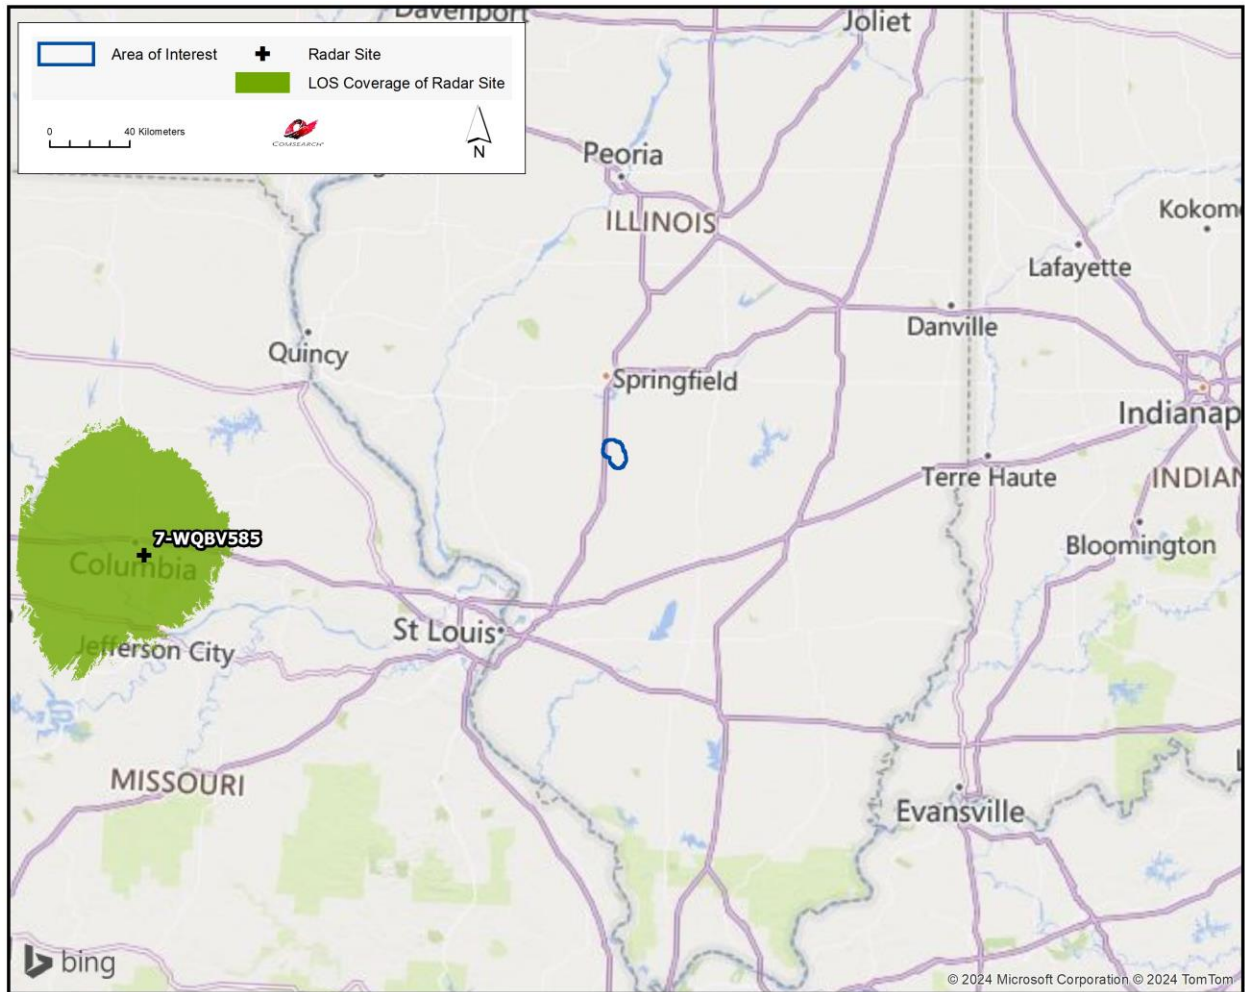 Davenport
Joliet
Area of Interest
Radar Site
LOS Coverage of Radar Site
0
40 Kilometers
COMSEARCH
N
Peoria
ILLINOIS
Kokom
Lafayette
Danville
Quincy
Springfield
Indianap
Terre Haute
INDIAN
7-WQBV585
Columbia
Bloomington
St Louis
Jefferson City
MISSOURI
Evansville
bing
© 2024 Microsoft Corporation © 2024 TomTom